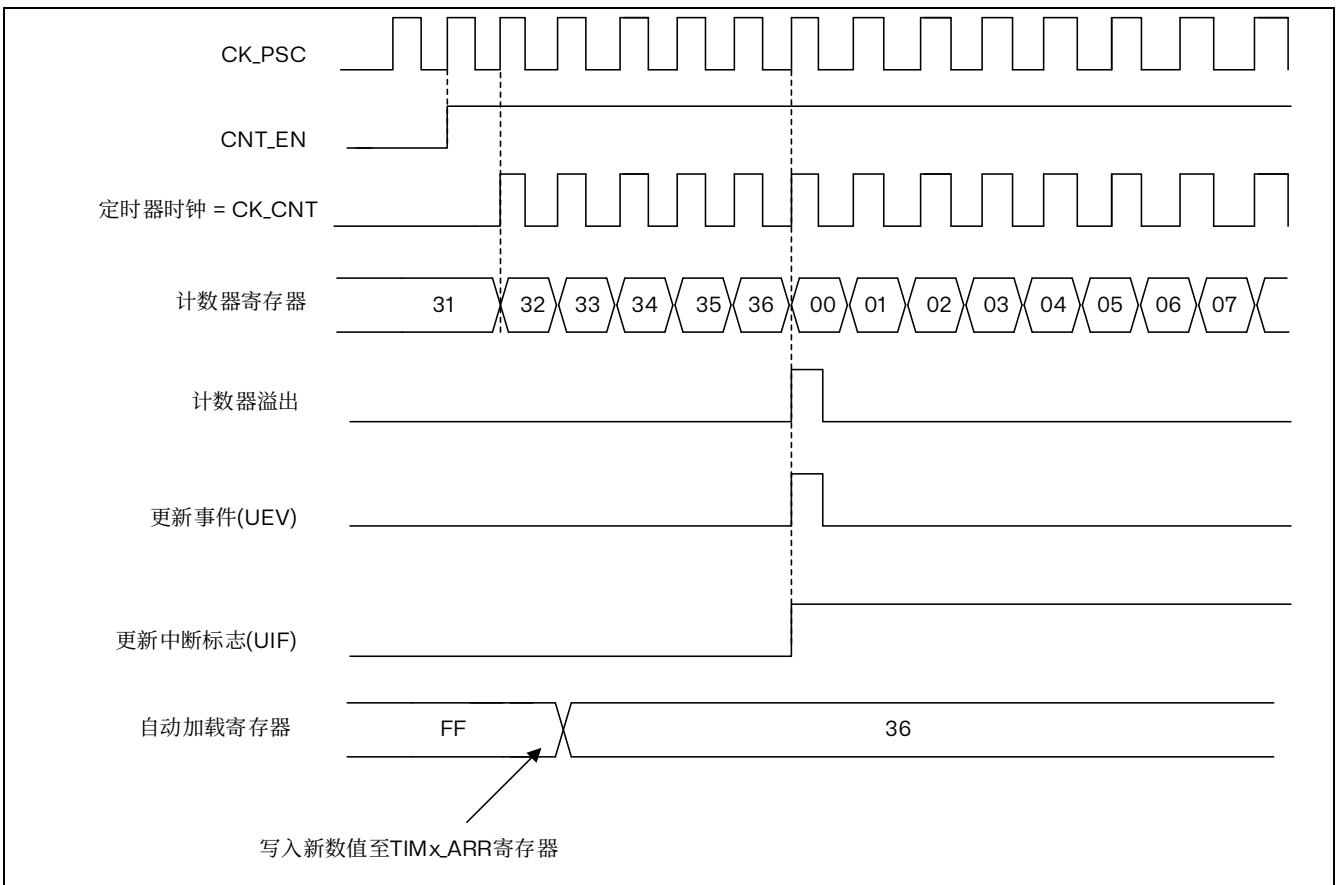 CK_PSC
CNT_EN
定时器时钟 = CK_CNT
计数器寄存器
31 32 33 34 35 36 00 01 02 03 04 05 06 07
计数器溢出
更新事件(UEV)
更新中断标志(UIF)
自动加载寄存器
FF 36
写入新数值至TIMx_ARR寄存器